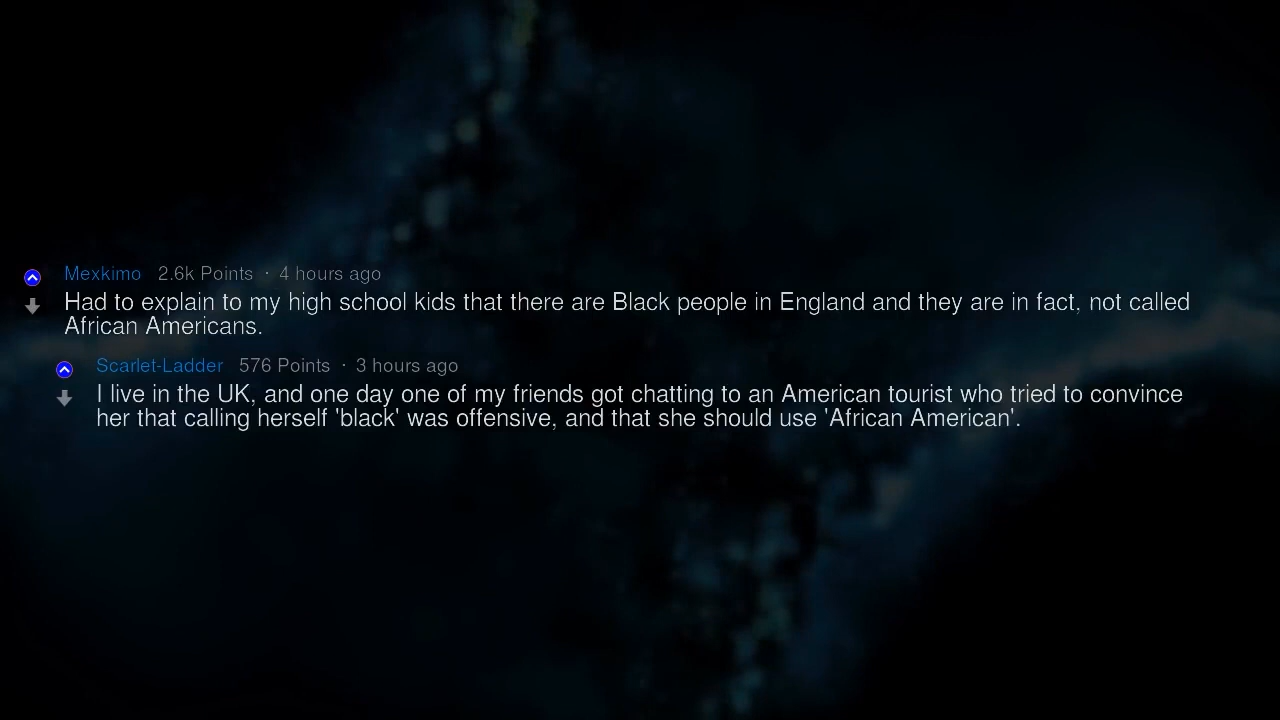 Mexkimo 2.6k Points · 4 hours ago
Had to explain to my high school kids that there are Black people in England and they are in fact, not called
African Americans.
Scarlet-Ladder 576 Points · 3 hours ago
I live in the UK, and one day one of my friends got chatting to an American tourist who tried to convince
her that calling herself 'black' was offensive, and that she should use 'African American'.